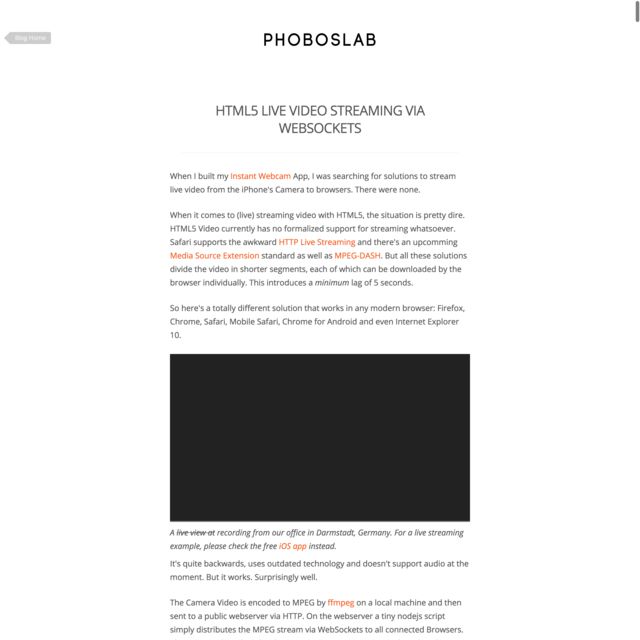 Blog Home
PHOBOSLAB
HTML5 LIVE VIDEO STREAMING VIA
WEBSOCKETS
When I built my Instant Webcam App, I was searching for solutions to stream
live video from the iPhone's Camera to browsers. There were none.
When it comes to (live) streaming video with HTML5, the situation is pretty dire.
HTML5 Video currently has no formalized support for streaming whatsoever.
Safari supports the awkward HTTP Live Streaming and there's an upcomming
Media Source Extension standard as well as MPEG-DASH. But all these solutions
divide the video in shorter segments, each of which can be downloaded by the
browser individually. This introduces a minimum lag of 5 seconds.
So here's a totally different solution that works in any modern browser: Firefox,
Chrome, Safari, Mobile Safari, Chrome for Android and even Internet Explorer
10.
A live view at recording from our office in Darmstadt, Germany. For a live streaming
example, please check the free iOS app instead.
It's quite backwards, uses outdated technology and doesn't support audio at the
moment. But it works. Surprisingly well.
The Camera Video is encoded to MPEG by ffmpeg on a local machine and then
sent to a public webserver via HTTP. On the webserver a tiny nodejs script
simply distributes the MPEG stream via WebSockets to all connected Browsers.